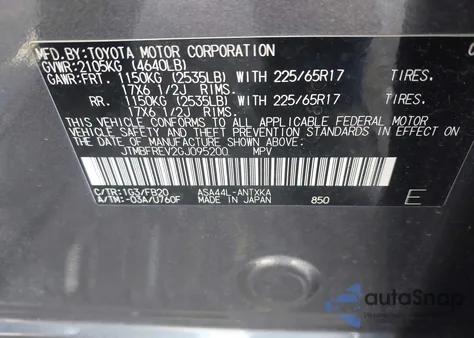 MFD.BY:TOYOTA MOTOR CORPORATION
GVWR:2105KG (4640LB)
GAWR:FRT. 1150KG (2535LB) WITH 225/65R17 TIRES.
17X6 1/2J RIMS.
RR. 1150KG (2535LB) WITH 225/65R17 TIRES.
17X6 1/2J RIMS.
THIS VEHICLE CONFORMS TO ALL APPLICABLE FEDERAL MOTOR
VEHICLE SAFETY AND THEFT PREVENTION STANDARDS IN EFFECT
ON THE DATE OF MANUFACTURE SHOWN ABOVE.
JTMBFREV2GJ095200 MPV
C/TR:1G3/FB20 ASA44L-ANTXKA
A/TM:-03A/U760F MADE IN JAPAN 850 E
autoSnap